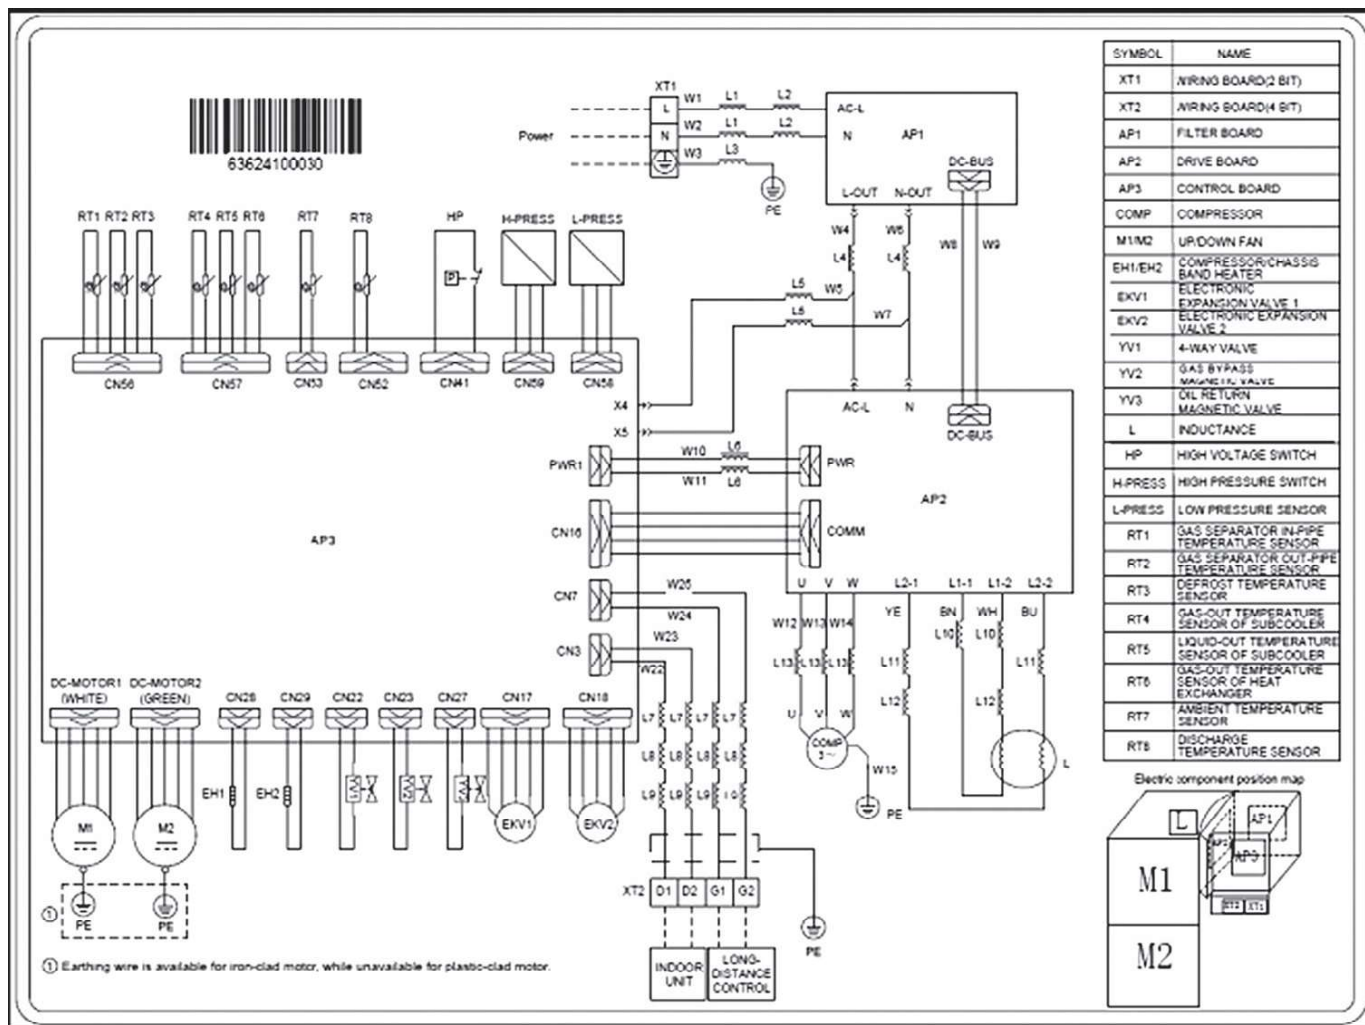 63624100030
Power
XT1
L
N
W1
L1
L2
W2
L1
L2
W3
L3
PE
AC-L
N
AP1
DC-BUS
L-OUT
N-OUT
W4
W6
W8
W9
L4
L4
L5
W5
L5
W7
RT1 RT2 RT3
RT4 RT5 RT6
RT7
RT8
HP
P
H-PRESS
L-PRESS
CN56
CN57
CN53
CN52
CN41
CN59
CN58
X4
X5
AC-L
N
DC-BUS
PWR1
W10
L6
W11
L6
PWR
AP3
CN16
COMM
AP2
CN7
W25
W24
CN3
W23
W22
U V W
L2-1
L1-1
L1-2
L2-2
YE
BN
WH
BU
W12 W13 W14
L10
L10
L13 L13 L13
L11
L11
L12
L12
U V W
COMP
3~
W15
PE
L
DC-MOTOR1
(WHITE)
DC-MOTOR2
(GREEN)
CN28
CN29
CN22
CN23
CN27
CN17
CN18
L7 L7 L7 L7
L8 L8 L8 L8
L9 L9 L9
EH1
EH2
M1
M2
EKV1
EKV2
XT2
D1 D2 G1 G2
PE
PE
PE
①
INDOOR
UNIT
LONG-
DISTANCE
CONTROL
① Earthing wire is available for iron-clad motor, while unavailable for plastic-clad motor.
SYMBOL NAME
XT1 WIRING BOARD(2 BIT)
XT2 WIRING BOARD(4 BIT)
AP1 FILTER BOARD
AP2 DRIVE BOARD
AP3 CONTROL BOARD
COMP COMPRESSOR
M1/M2 UP/DOWN FAN
EH1/EH2 COMPRESSOR/CHASSIS
BAND HEATER
EKV1 ELECTRONIC
EXPANSION VALVE 1
EKV2 ELECTRONIC EXPANSION
VALVE 2
YV1 4-WAY VALVE
YV2 GAS BYPASS
MAGNETIC VALVE
YV3 OIL RETURN
MAGNETIC VALVE
L INDUCTANCE
HP HIGH VOLTAGE SWITCH
H-PRESS HIGH PRESSURE SWITCH
L-PRESS LOW PRESSURE SENSOR
RT1 GAS SEPARATOR IN-PIPE
TEMPERATURE SENSOR
RT2 GAS SEPARATOR OUT-PIPE
TEMPERATURE SENSOR
RT3 DEFROST TEMPERATURE
SENSOR
RT4 GAS-OUT TEMPERATURE
SENSOR OF SUBCOOLER
RT5 LIQUID-OUT TEMPERATURE
SENSOR OF SUBCOOLER
RT6 GAS-OUT TEMPERATURE
SENSOR OF HEAT
EXCHANGER
RT7 AMBIENT TEMPERATURE
SENSOR
RT8 DISCHARGE
TEMPERATURE SENSOR
Electric component position map
L
AP1
AP2
AP3
XT2 XT1
M1
M2